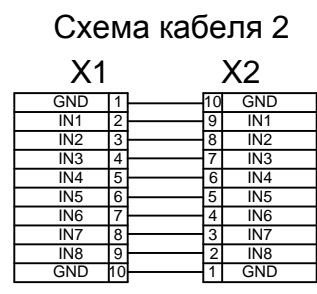 Схема кабеля 2
X1 X2
GND 1 10 GND
IN1 2 9 IN1
IN2 3 8 IN2
IN3 4 7 IN3
IN4 5 6 IN4
IN5 6 5 IN5
IN6 7 4 IN6
IN7 8 3 IN7
IN8 9 2 IN8
GND 10 1 GND